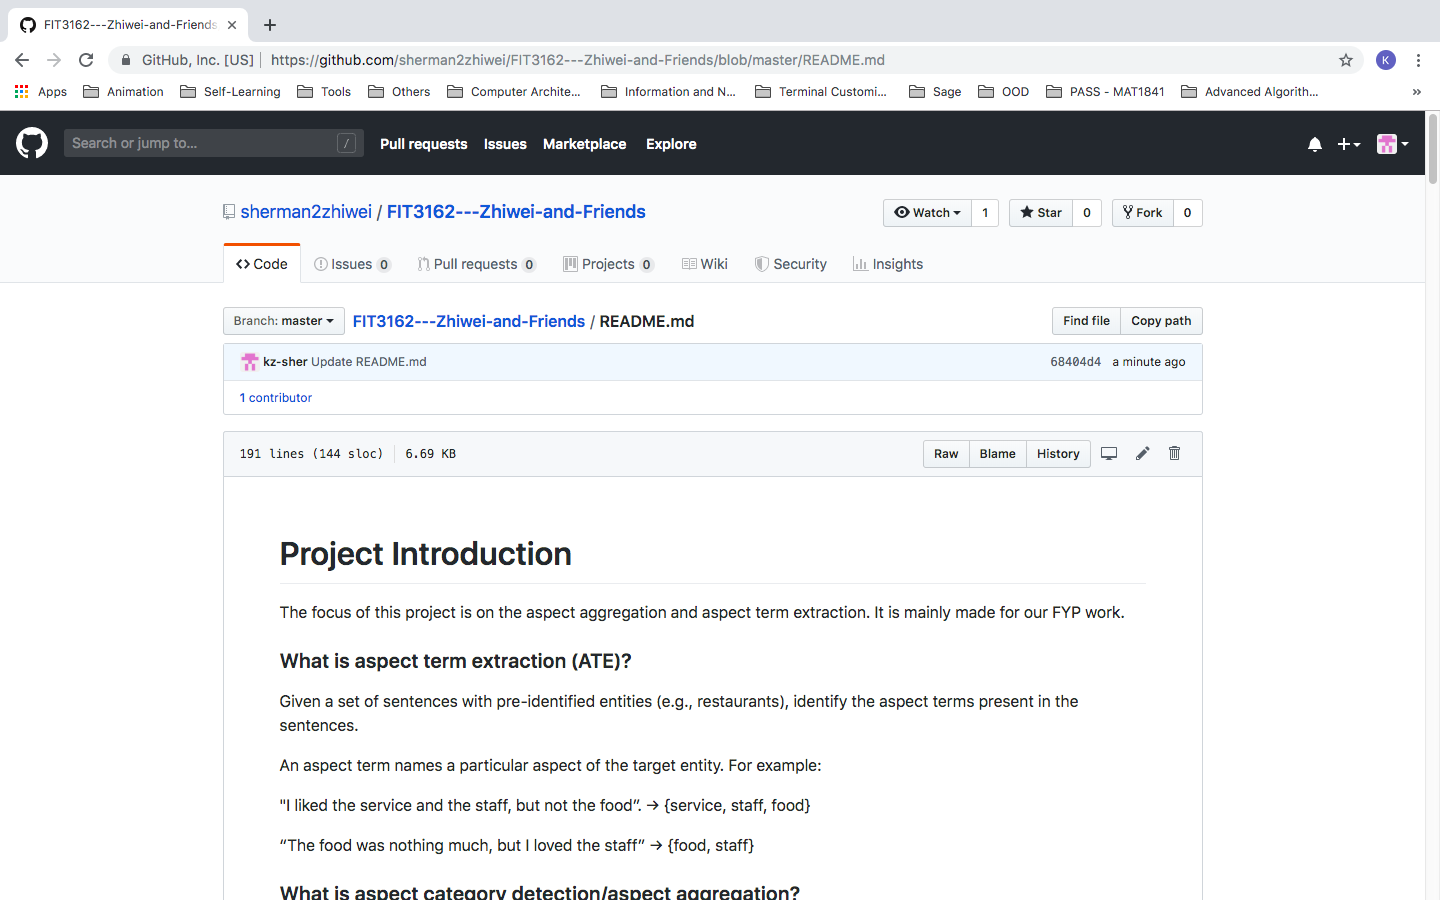 FIT3162---Zhiwei-and-Friends
GitHub, Inc. [US] https://github.com/sherman2zhiwei/FIT3162---Zhiwei-and-Friends/blob/master/README.md K
Apps Animation Self-Learning Tools Others Computer Archite... Information and N... Terminal Customi... Sage OOD PASS - MAT1841 Advanced Algorith... »
Search or jump to... / Pull requests Issues Marketplace Explore
sherman2zhiwei / FIT3162---Zhiwei-and-Friends Watch 1 Star 0 Fork 0
Code Issues 0 Pull requests 0 Projects 0 Wiki Security Insights
Branch: master FIT3162---Zhiwei-and-Friends / README.md Find file Copy path
kz-sher Update README.md 68404d4 a minute ago
1 contributor
191 lines (144 sloc) 6.69 KB Raw Blame History
Project Introduction
The focus of this project is on the aspect aggregation and aspect term extraction. It is mainly made for our FYP work.
What is aspect term extraction (ATE)?
Given a set of sentences with pre-identified entities (e.g., restaurants), identify the aspect terms present in the
sentences.
An aspect term names a particular aspect of the target entity. For example:
"I liked the service and the staff, but not the food”. → {service, staff, food}
“The food was nothing much, but I loved the staff” → {food, staff}
What is aspect category detection/aspect aggregation?